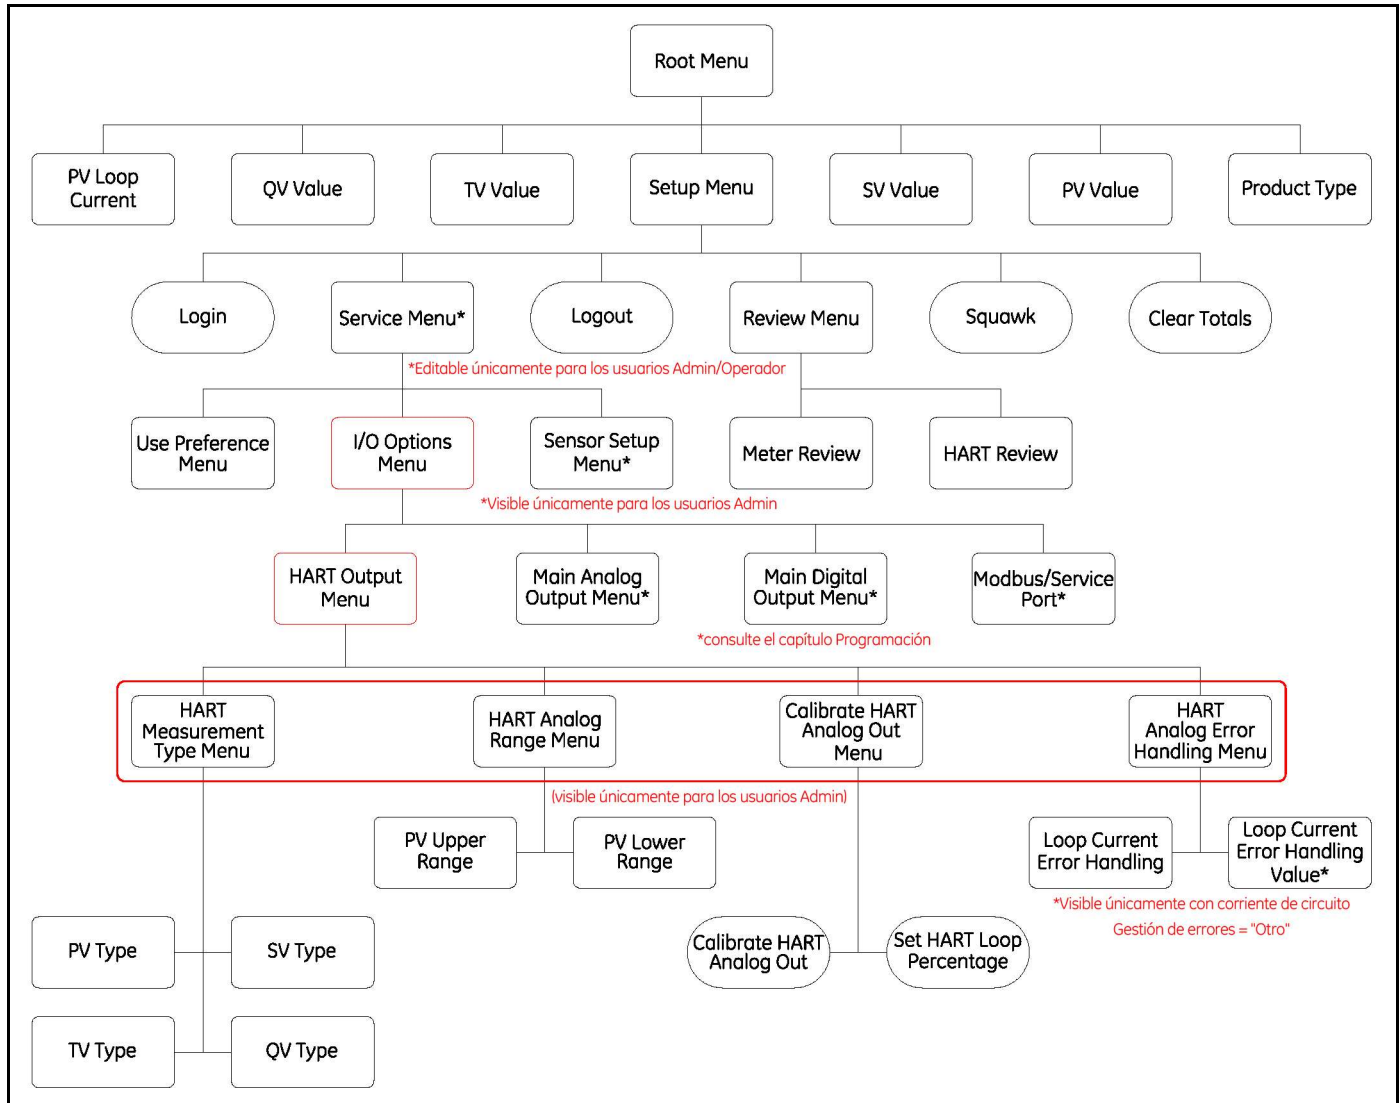 Root Menu
PV Loop
Current
QV Value
TV Value
Setup Menu
SV Value
PV Value
Product Type
Login
Service Menu*
Logout
Review Menu
Squawk
Clear Totals
*Editable únicamente para los usuarios Admin/Operador
Use Preference
Menu
I/O Options
Menu
Sensor Setup
Menu*
Meter Review
HART Review
*Visible únicamente para los usuarios Admin
HART Output
Menu
Main Analog
Output Menu*
Main Digital
Output Menu*
Modbus/Service
Port*
*consulte el capítulo Programación
HART
Measurement
Type Menu
HART Analog
Range Menu
Calibrate HART
Analog Out
Menu
HART
Analog Error
Handling Menu
(visible únicamente para los usuarios Admin)
PV Upper
Range
PV Lower
Range
Loop Current
Error Handling
Loop Current
Error Handling
Value*
*Visible únicamente con corriente de circuito
Gestión de errores = "Otro"
PV Type
SV Type
Calibrate HART
Analog Out
Set HART Loop
Percentage
TV Type
QV Type